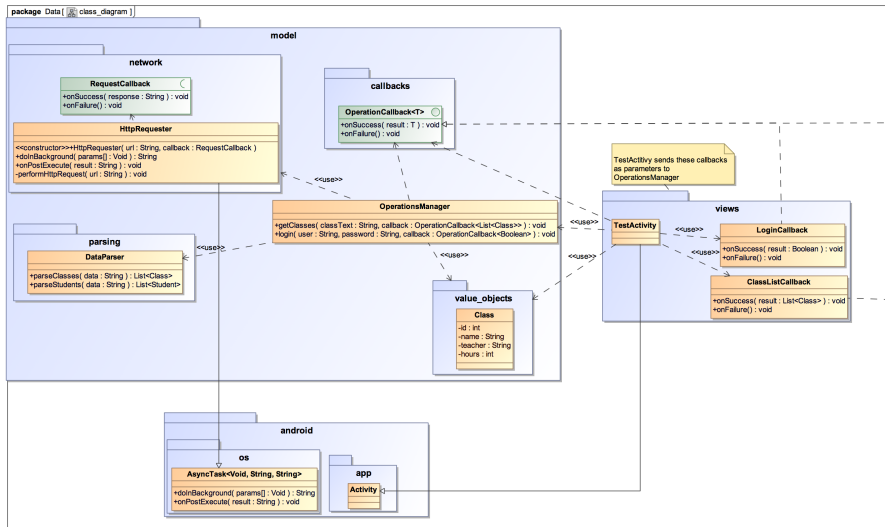 package Data [ class_diagram ]
model
network
RequestCallback
+onSuccess( response : String ) : void
+onFailure() : void
HttpRequester
<<constructor>>+HttpRequester( url : String, callback : RequestCallback )
+doInBackground( params[] : Void ) : String
+onPostExecute( result : String ) : void
-performHttpRequest( url : String ) : void
callbacks
OperationCallback<T>
+onSuccess( result : T ) : void
+onFailure() : void
<<use>>
OperationsManager
+getClasses( classText : String, callback : OperationCallback<List<Class>> ) : void
+login( user : String, password : String, callback : OperationCallback<Boolean> ) : void
<<use>>
<<use>>
<<use>>
<<use>>
parsing
DataParser
+parseClasses( data : String ) : List<Class>
+parseStudents( data : String ) : List<Student>
value_objects
Class
-id : int
-name : String
-teacher : String
-hours : int
TestActitivy sends these callbacks
as parameters to
OperationsManager
views
TestActivity
<<use>>
<<use>>
LoginCallback
+onSuccess( result : Boolean ) : void
+onFailure() : void
ClassListCallback
+onSuccess( result : List<Class> ) : void
+onFailure() : void
android
os
AsyncTask<Void, String, String>
+doInBackground( params[] : Void ) : String
+onPostExecute( result : String ) : void
app
Activity